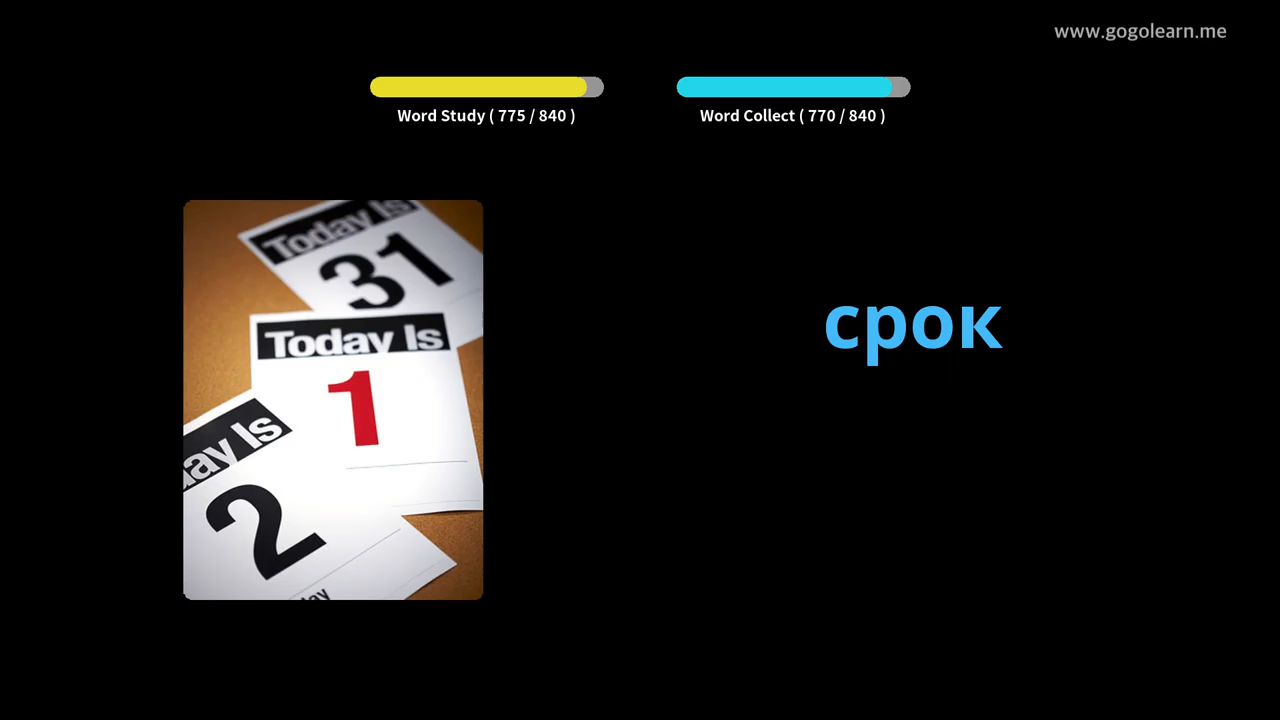 www.gogolearn.me
Word Study ( 775 / 840 )
Word Collect ( 770 / 840 )
Today Is
31
Today Is
1
ay Is
2
ay
срок